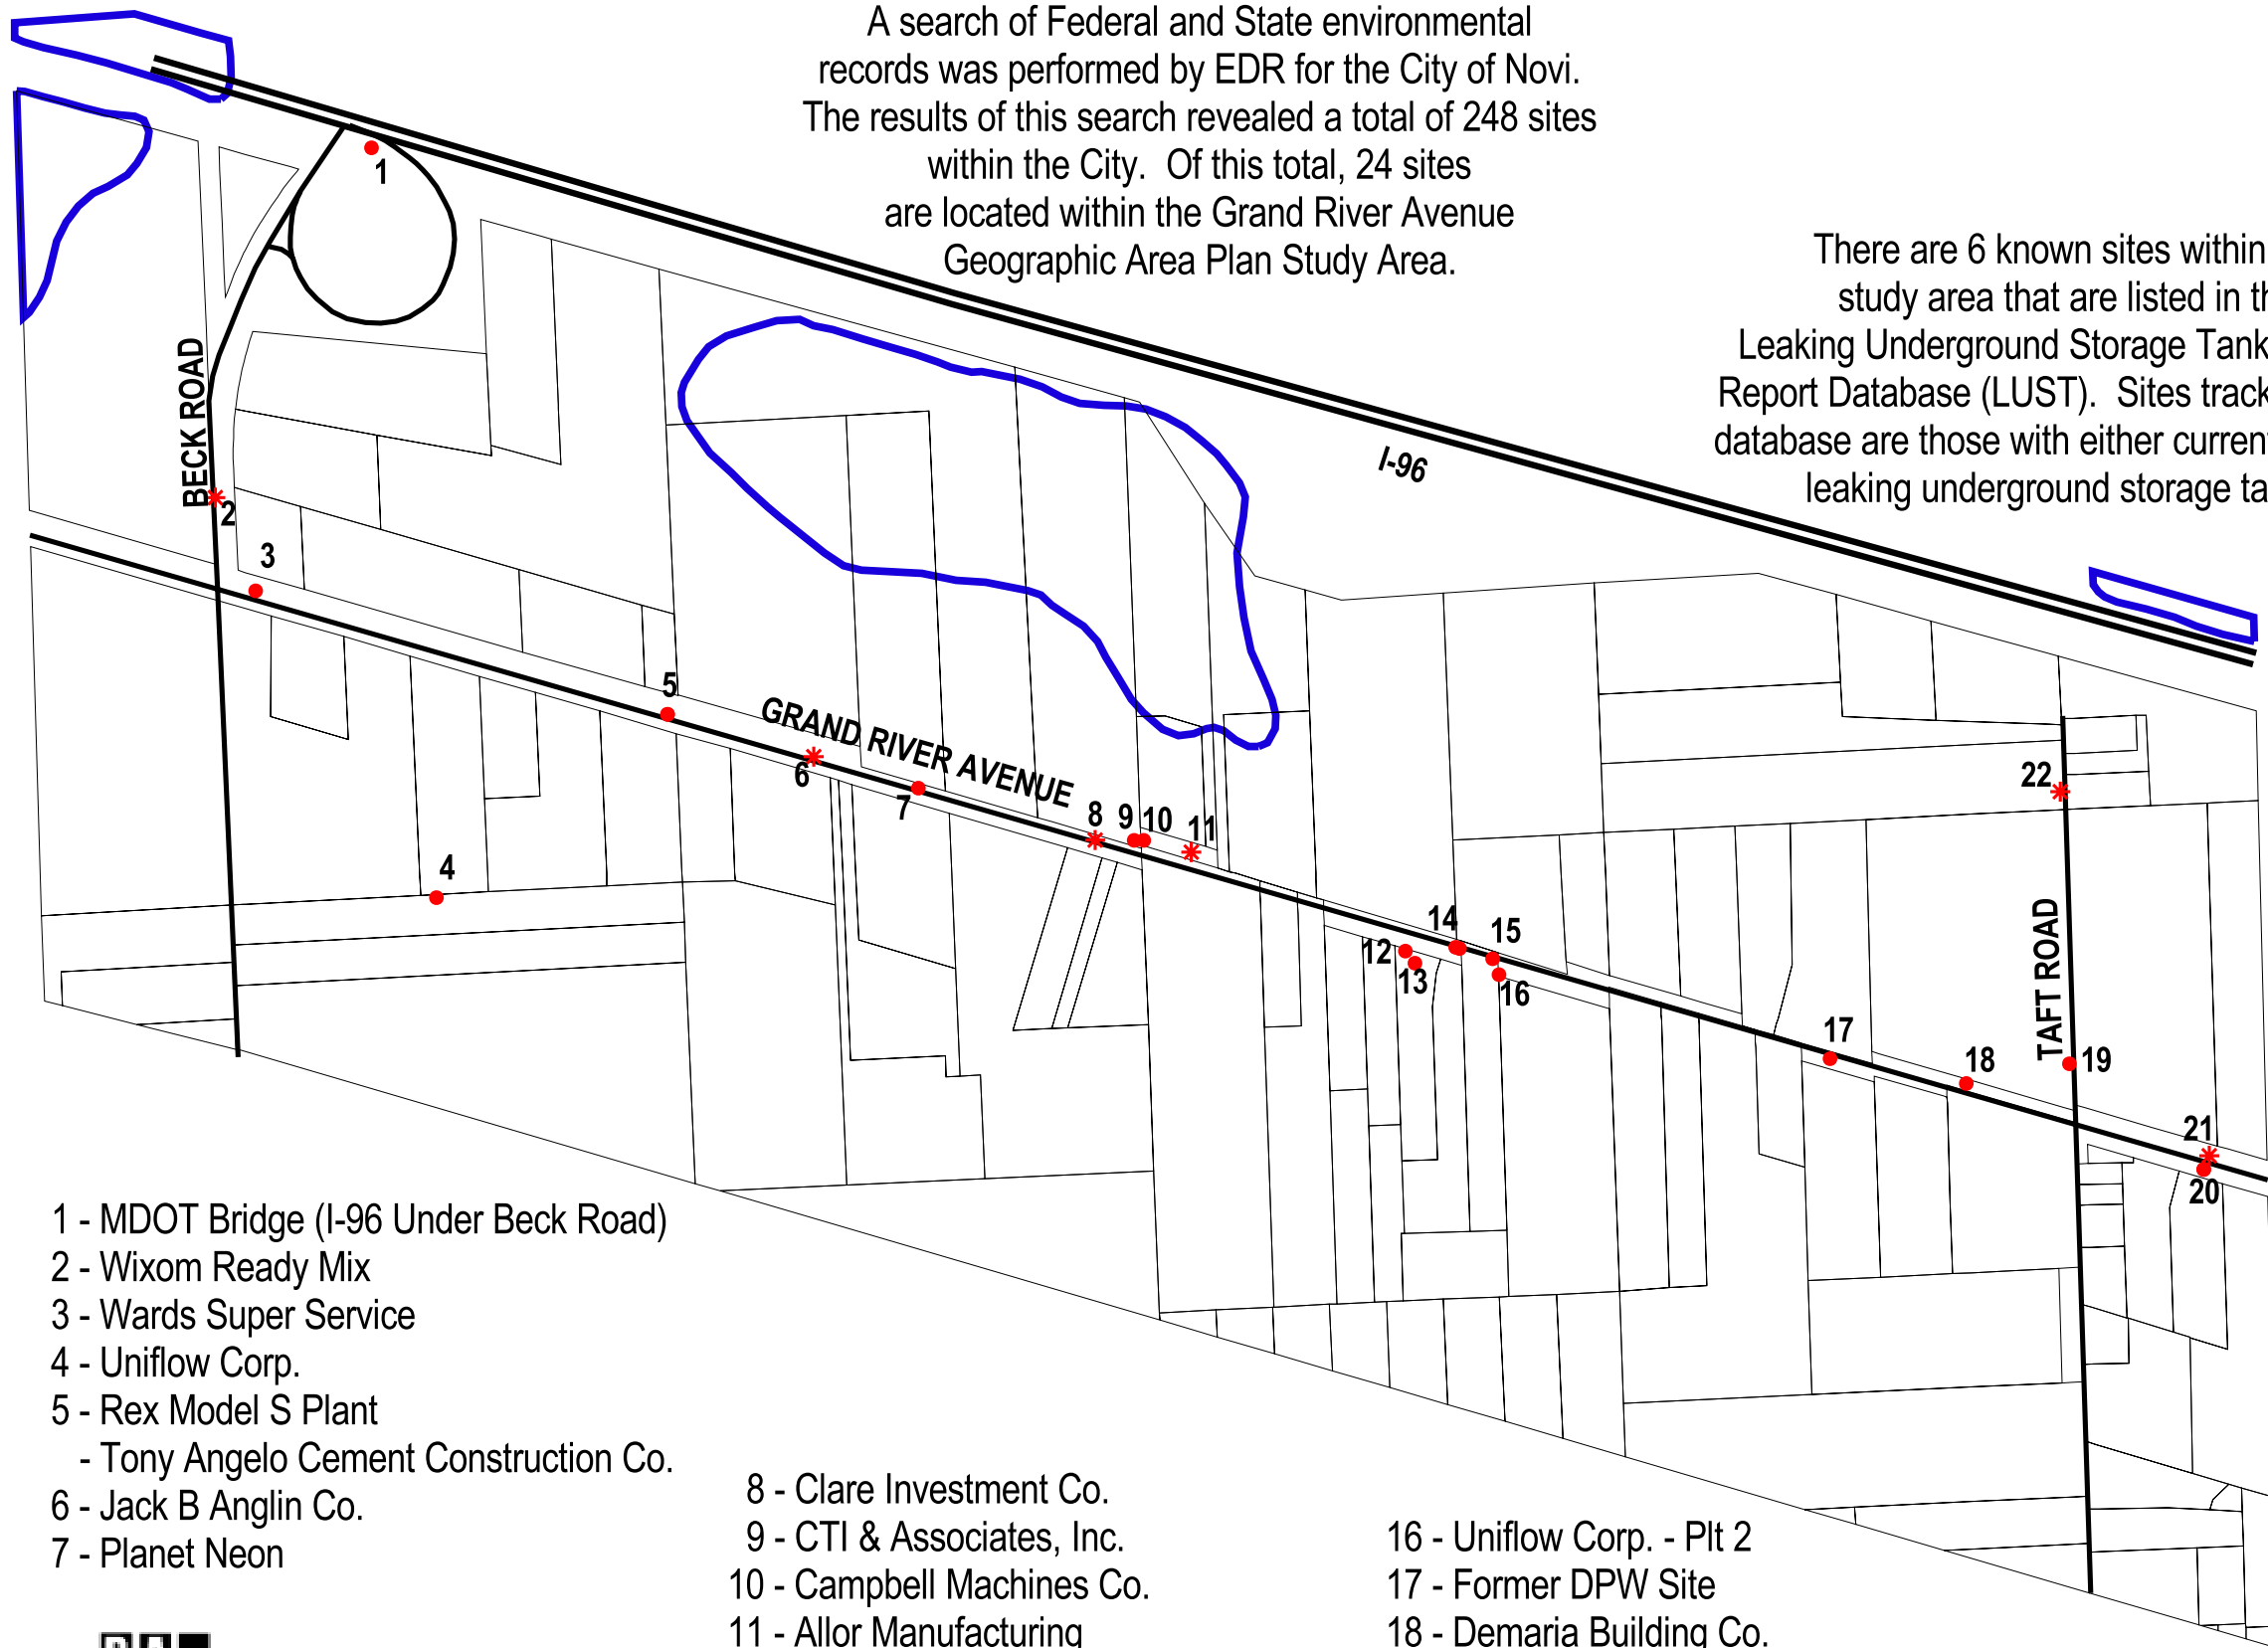 A search of Federal and State environmental
records was performed by EDR for the City of Novi.
The results of this search revealed a total of 248 sites
within the City.  Of this total, 24 sites
are located within the Grand River Avenue
Geographic Area Plan Study Area.
There are 6 known sites within
study area that are listed in
Leaking Underground Storage Tank
Report Database (LUST).  Sites track
database are those with either current
leaking underground storage
1
BECK ROAD
2
3
I-96
5
GRAND RIVER AVENUE
6
7
4
8
9
10
11
22
12
13
14
15
16
TAFT ROAD
17
18
19
21
20
1 - MDOT Bridge (I-96 Under Beck Road)
2 - Wixom Ready Mix
3 - Wards Super Service
4 - Uniflow Corp.
5 - Rex Model S Plant
- Tony Angelo Cement Construction Co.
6 - Jack B Anglin Co.
7 - Planet Neon
8 - Clare Investment Co.
9 - CTI & Associates, Inc.
10 - Campbell Machines Co.
11 - Allor Manufacturing
16 - Uniflow Corp. - Plt 2
17 - Former DPW Site
18 - Demaria Building Co.